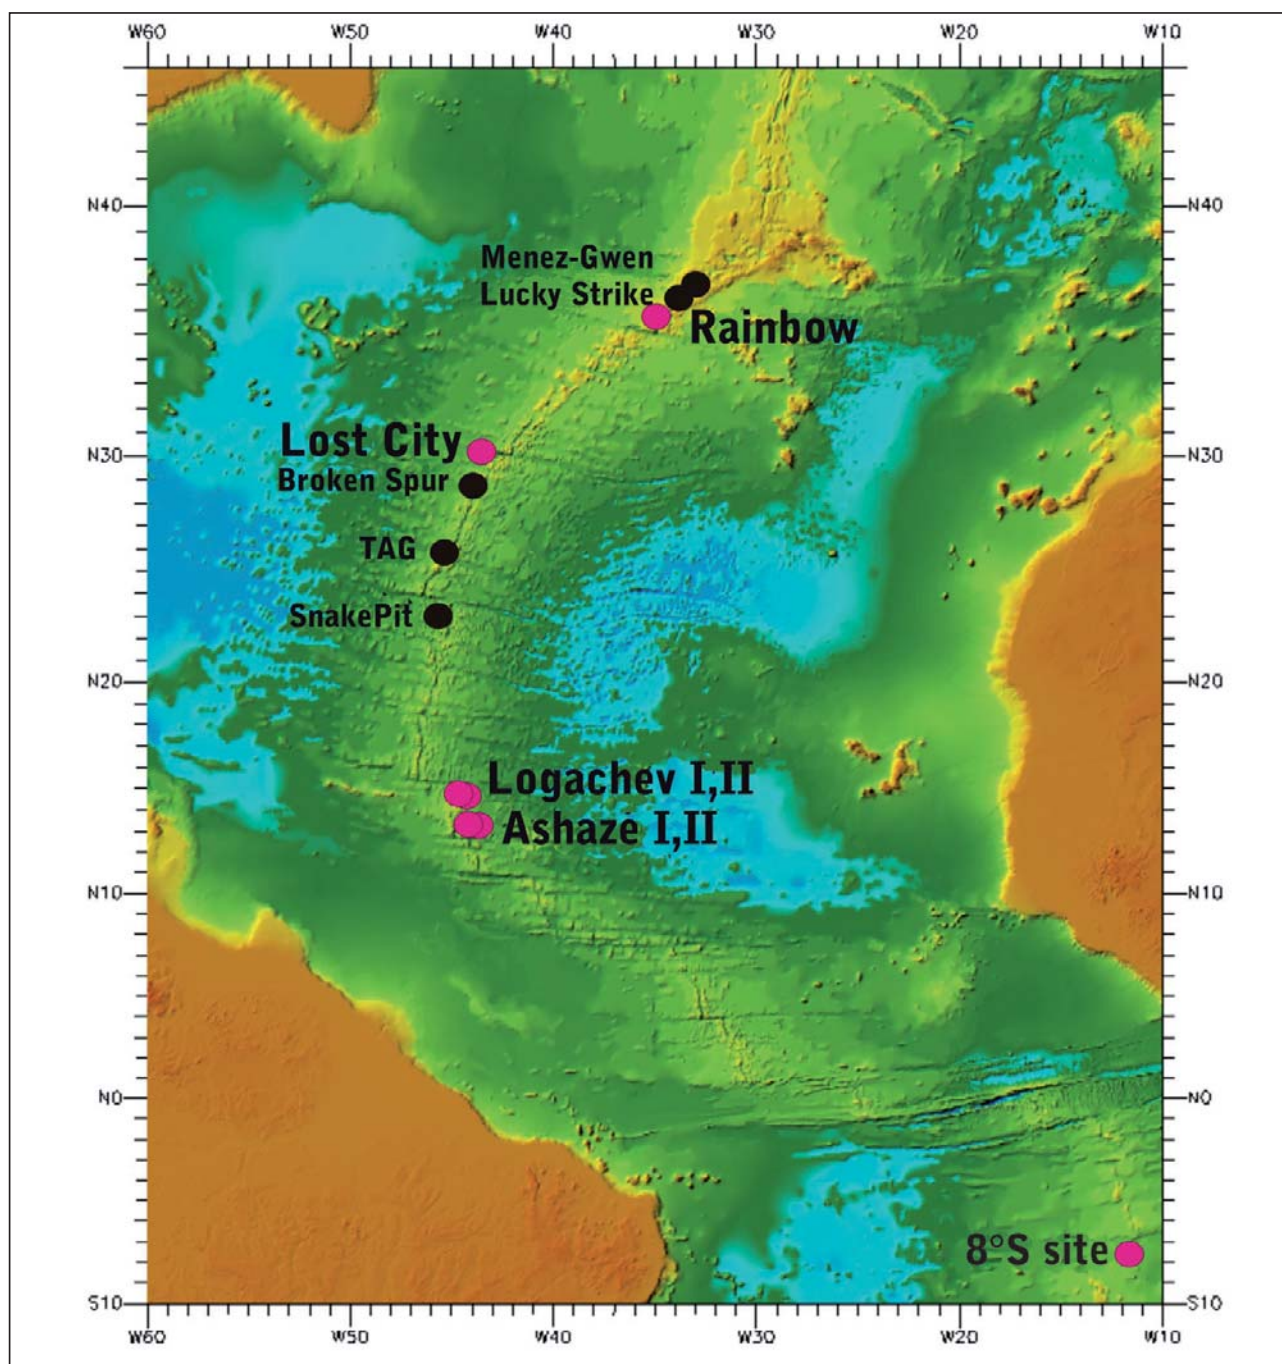 W60 W50 W40 W30 W20 W10
N40 N40
Menez-Gwen
Lucky Strike
Rainbow
Lost City
N30 N30
Broken Spur
TAG
SnakePit
N20 N20
Logachev I,II
Ashaze I,II
N10 N10
N0 N0
8°S site
S10 S10
W60 W50 W40 W30 W20 W10